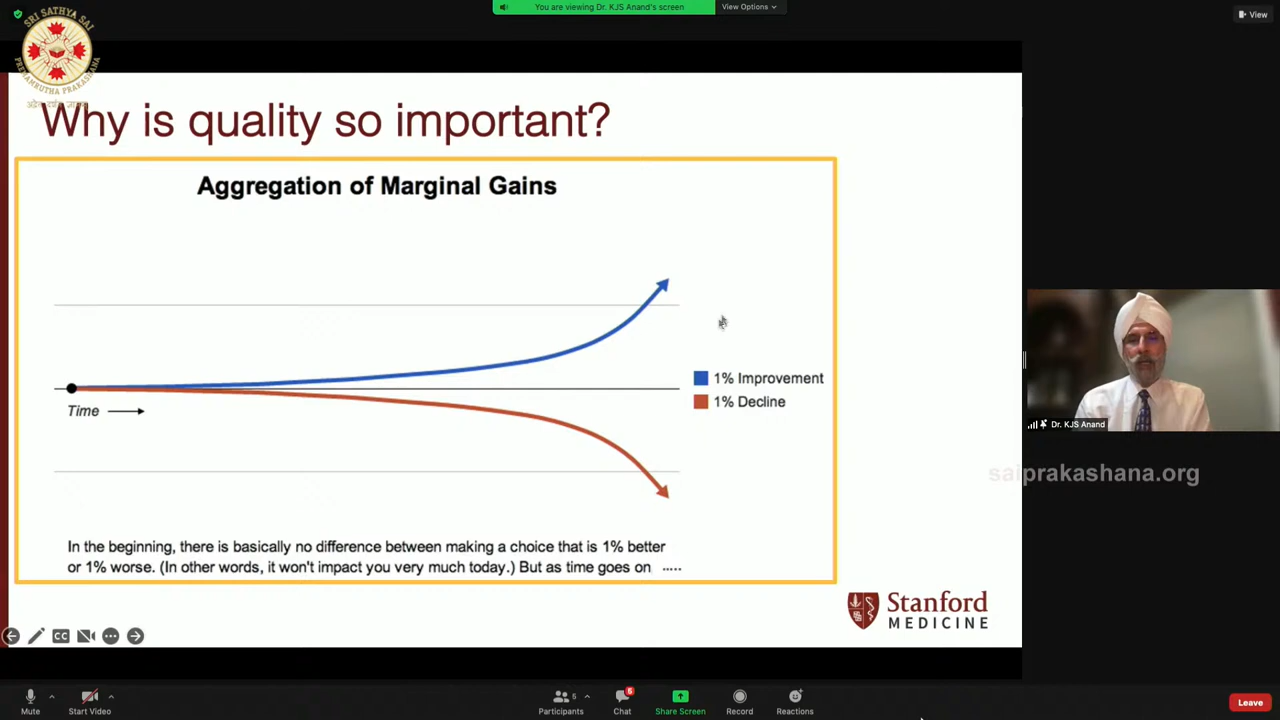 You are viewing Dr. KJS Anand's screen
View Options
View
SRI SATHYA SAI
PREMAMRUTHA PRAKASHANA
Why is quality so important?
Aggregation of Marginal Gains
1% Improvement
1% Decline
Time
In the beginning, there is basically no difference between making a choice that is 1% better
or 1% worse. (In other words, it won't impact you very much today.) But as time goes on .....
Dr. KJS Anand
saiprakashana.org
Stanford
MEDICINE
CC
Mute
Start Video
Participants
5
Chat
Share Screen
Record
Reactions
Leave